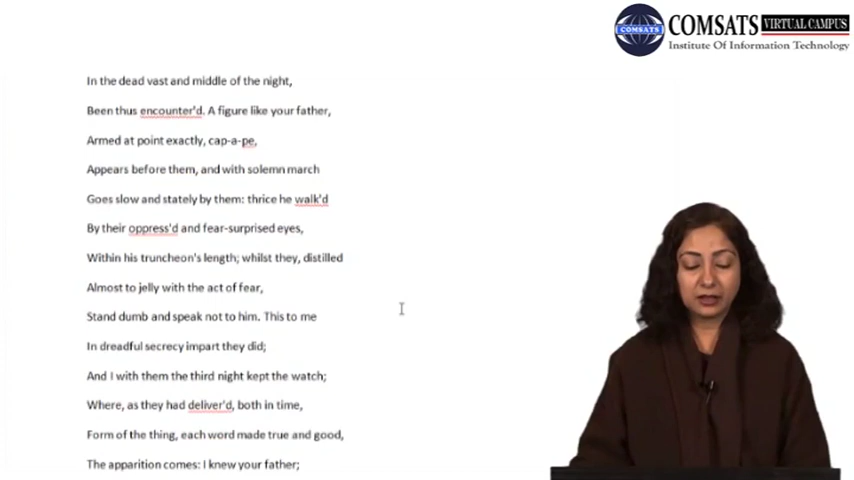 COMSATS VIRTUAL CAMPUS
Institute Of Information Technology
COMSATS
In the dead vast and middle of the night,
Been thus encounter'd. A figure like your father,
Armed at point exactly, cap-a-pe,
Appears before them, and with solemn march
Goes slow and stately by them: thrice he walk'd
By their oppress'd and fear-surprised eyes,
Within his truncheon's length; whilst they, distilled
Almost to jelly with the act of fear,
Stand dumb and speak not to him. This to me
In dreadful secrecy impart they did;
And I with them the third night kept the watch;
Where, as they had deliver'd, both in time,
Form of the thing, each word made true and good,
The apparition comes: I knew your father;